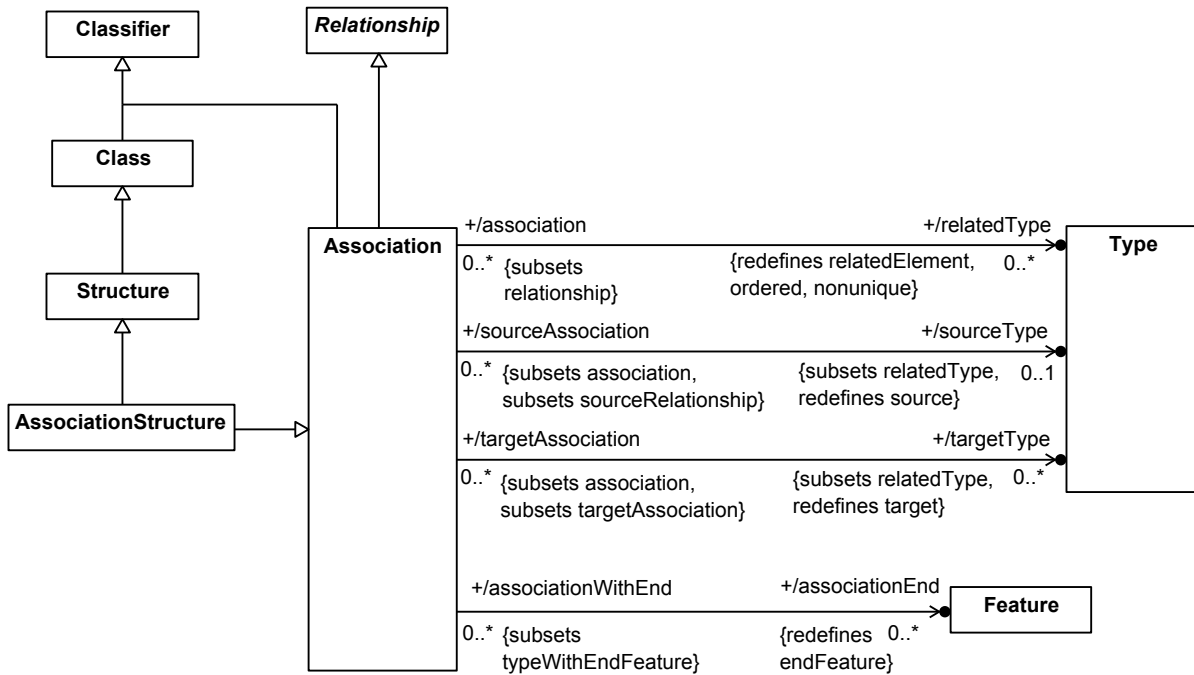 Classifier
Relationship
Class
Structure
AssociationStructure
Association
Type
+/association
+/relatedType
0..*
{subsets
relationship}
{redefines relatedElement,
ordered, nonunique}
0..*
+/sourceAssociation
+/sourceType
0..*
{subsets association,
subsets sourceRelationship}
{subsets relatedType,
redefines source}
0..1
+/targetAssociation
+/targetType
0..*
{subsets association,
subsets targetAssociation}
{subsets relatedType,
redefines target}
0..*
+/associationWithEnd
+/associationEnd
0..*
{subsets
typeWithEndFeature}
{redefines
endFeature}
0..*
Feature